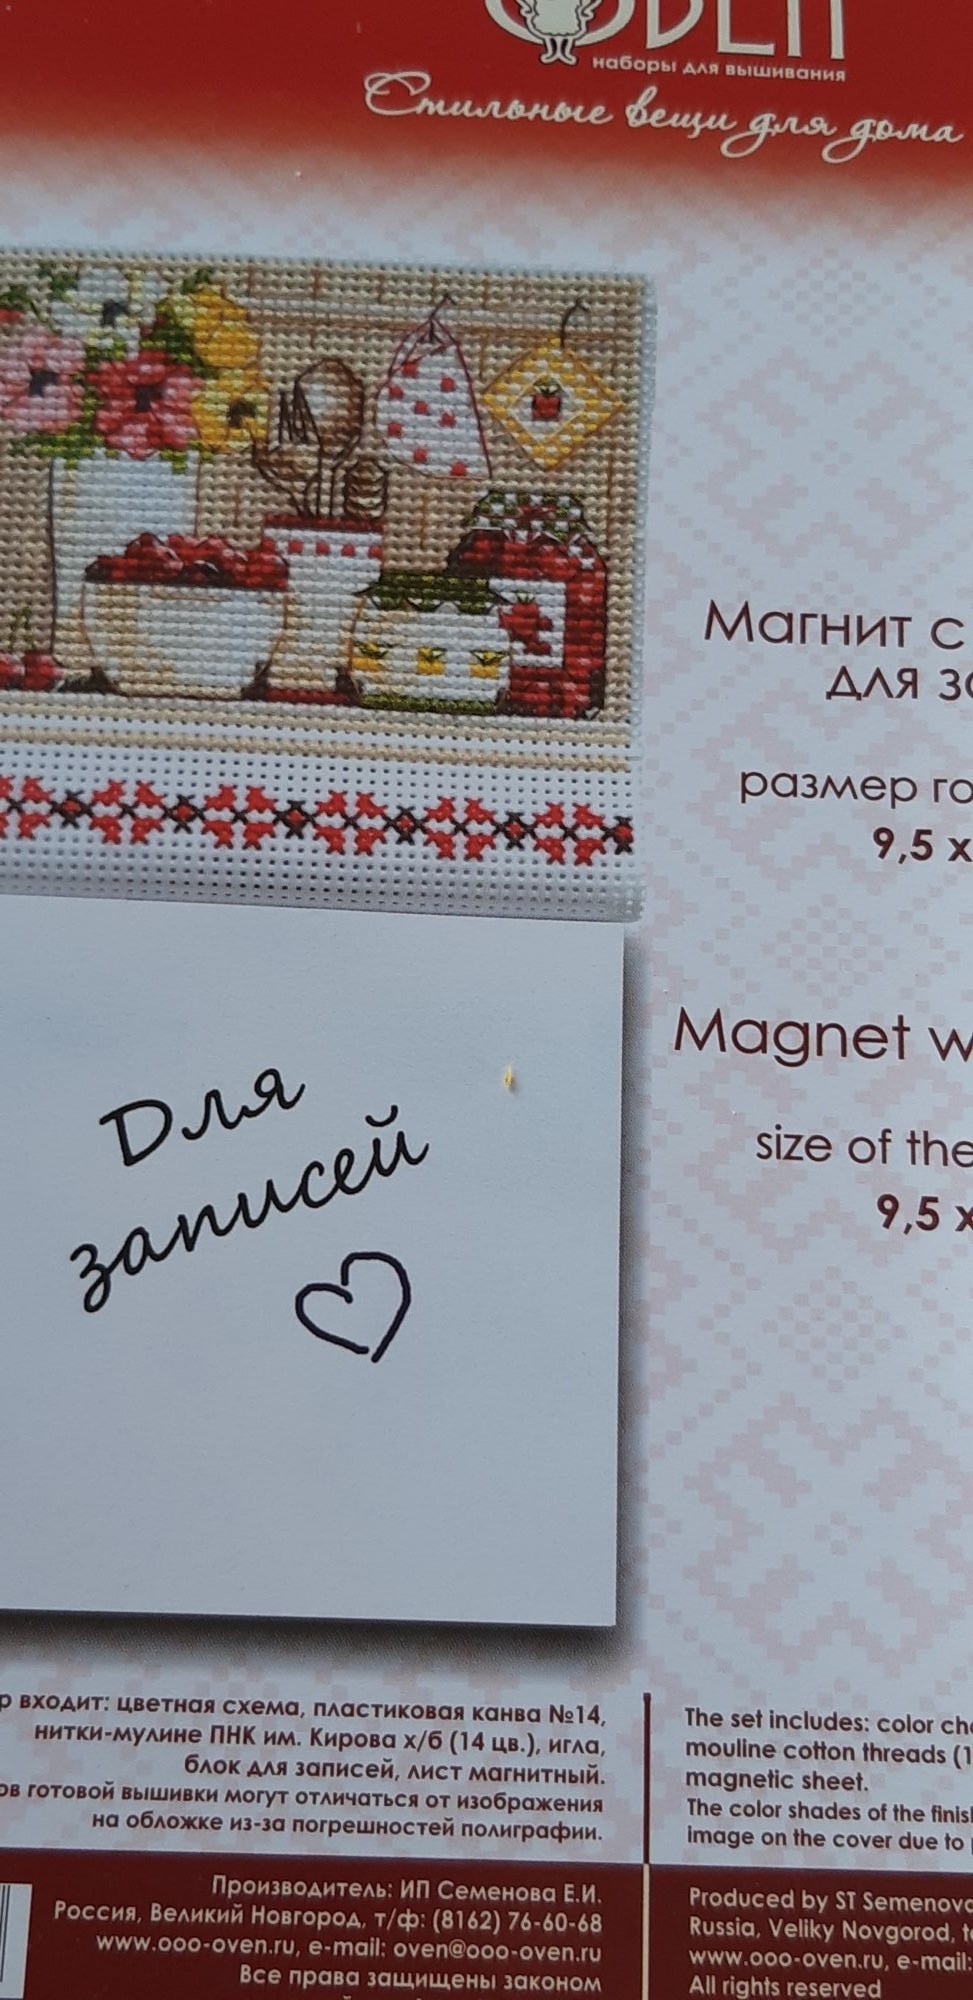 наборы для вышивания
Стильные вещи для дома
Магнит с
для
размер
9,5 x
Magnet
size of the
9,5 x
Для
записей
входит: цветная схема, пластиковая канва №14,
нитки-мулине ПНК им. Кирова х/б (14 цв.), игла,
блок для записей, лист магнитный.
готовой вышивки могут отличаться от изображения
на обложке из-за погрешностей полиграфии.
The set includes: color
mouline cotton threads
magnetic sheet.
The color shades of the
image on the cover due to
Производитель: ИП Семенова Е.И.
Россия, Великий Новгород, т/ф: (8162) 76-60-68
www.ooo-oven.ru, e-mail: oven@ooo-oven.ru
Все права защищены законом
Produced by ST Semenova
Russia, Veliky Novgorod,
www.ooo-oven.ru, e-mail:
All rights reserved